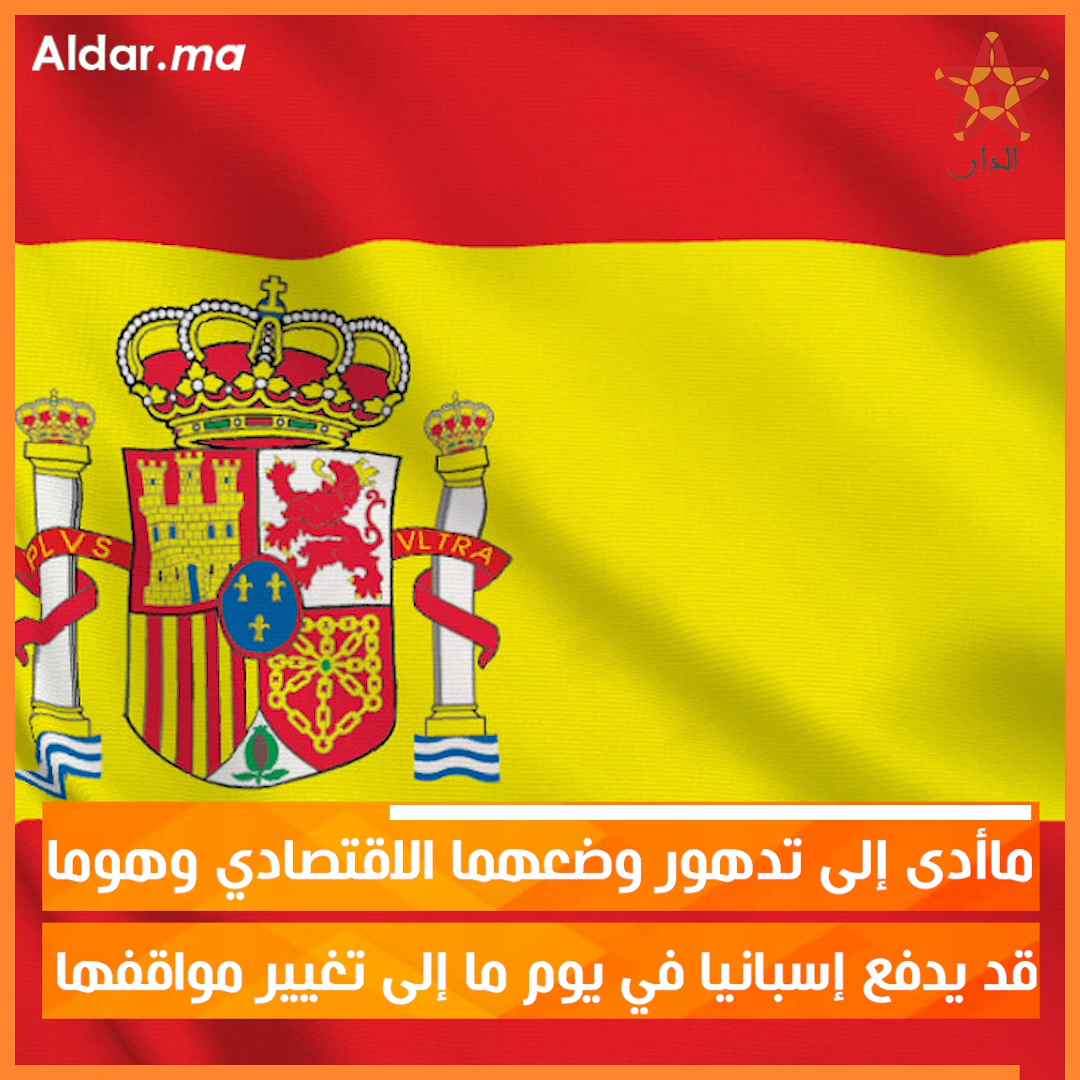 Aldar.ma
الدار
PLVS
VLTRA
ماأدى إلى تدهور وضعهما الاقتصادي وهوما
قد يدفع إسبانيا في يوم ما إلى تغيير مواقفها